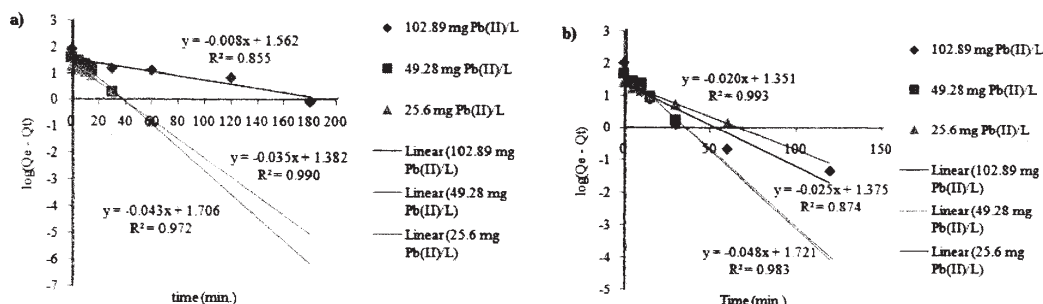 a)
3
2
1
0
-1
-2
-3
-4
-5
-6
-7
0 20 40 60 80 100 120 140 160 180 200
log(Qe - Qt)
time (min.)
y = -0.008x + 1.562
R² = 0.855
y = -0.035x + 1.382
R² = 0.990
y = -0.043x + 1.706
R² = 0.972
102.89 mg Pb(II)/L
49.28 mg Pb(II)/L
25.6 mg Pb(II)/L
Linear (102.89 mg
Pb(II)/L)
Linear (49.28 mg
Pb(II)/L)
Linear (25.6 mg
Pb(II)/L)
b)
3
2
1
0
-1
-2
-3
-4
-5
0 50 100 150
log(Qe - Qt)
Time (min.)
y = -0.020x + 1.351
R² = 0.993
y = -0.025x + 1.375
R² = 0.874
y = -0.048x + 1.721
R² = 0.983
102.89 mg Pb(II)/L
49.28 mg Pb(II)/L
25.6 mg Pb(II)/L
Linear (102.89 mg
Pb(II)/L)
Linear (49.28 mg
Pb(II)/L)
Linear (25.6 mg
Pb(II)/L)